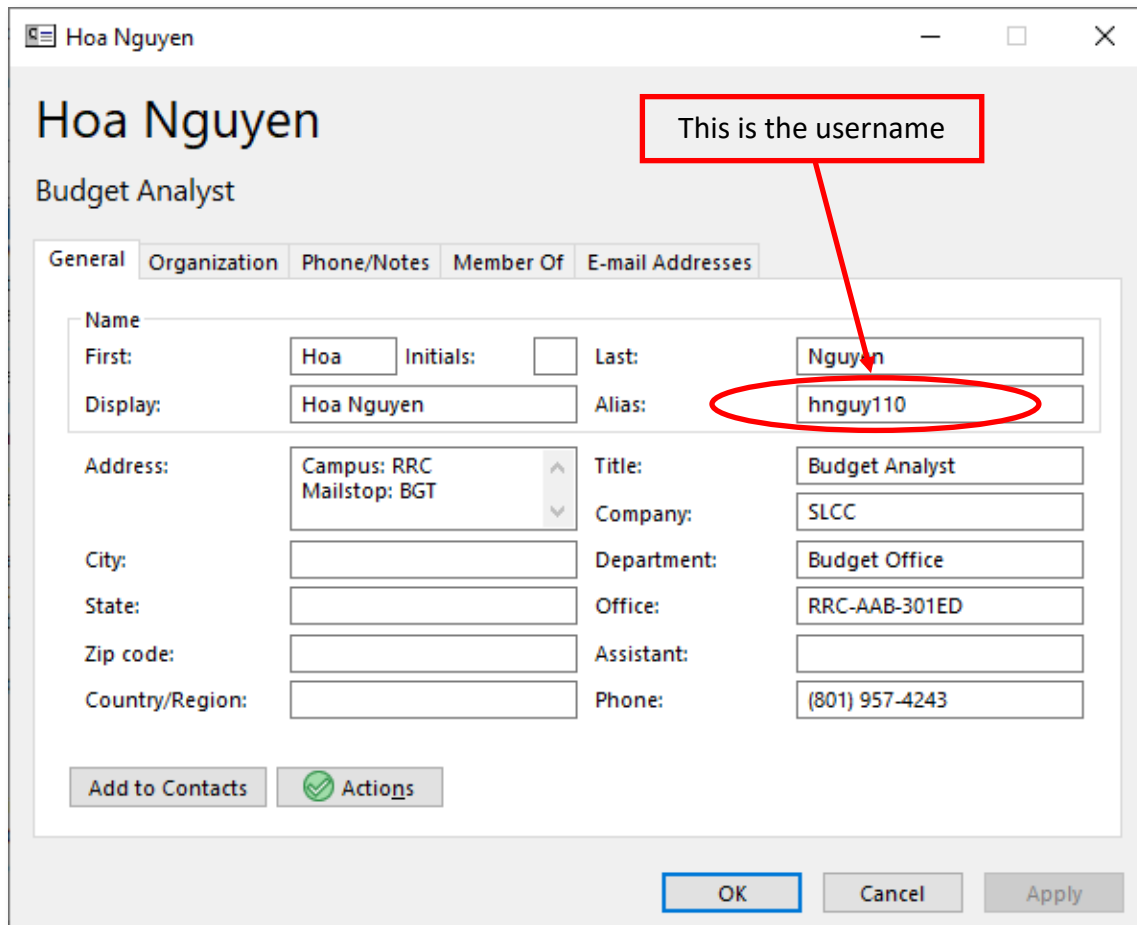 Hoa Nguyen
Hoa Nguyen
This is the username
Budget Analyst
General Organization Phone/Notes Member Of E-mail Addresses
Name
First: Hoa Initials: Last: Nguyen
Display: Hoa Nguyen Alias: hnguy110
Address: Campus: RRC Title: Budget Analyst
Mailstop: BGT
Company: SLCC
City: Department: Budget Office
State: Office: RRC-AAB-301ED
Zip code: Assistant:
Country/Region: Phone: (801) 957-4243
Add to Contacts Actions
OK Cancel Apply